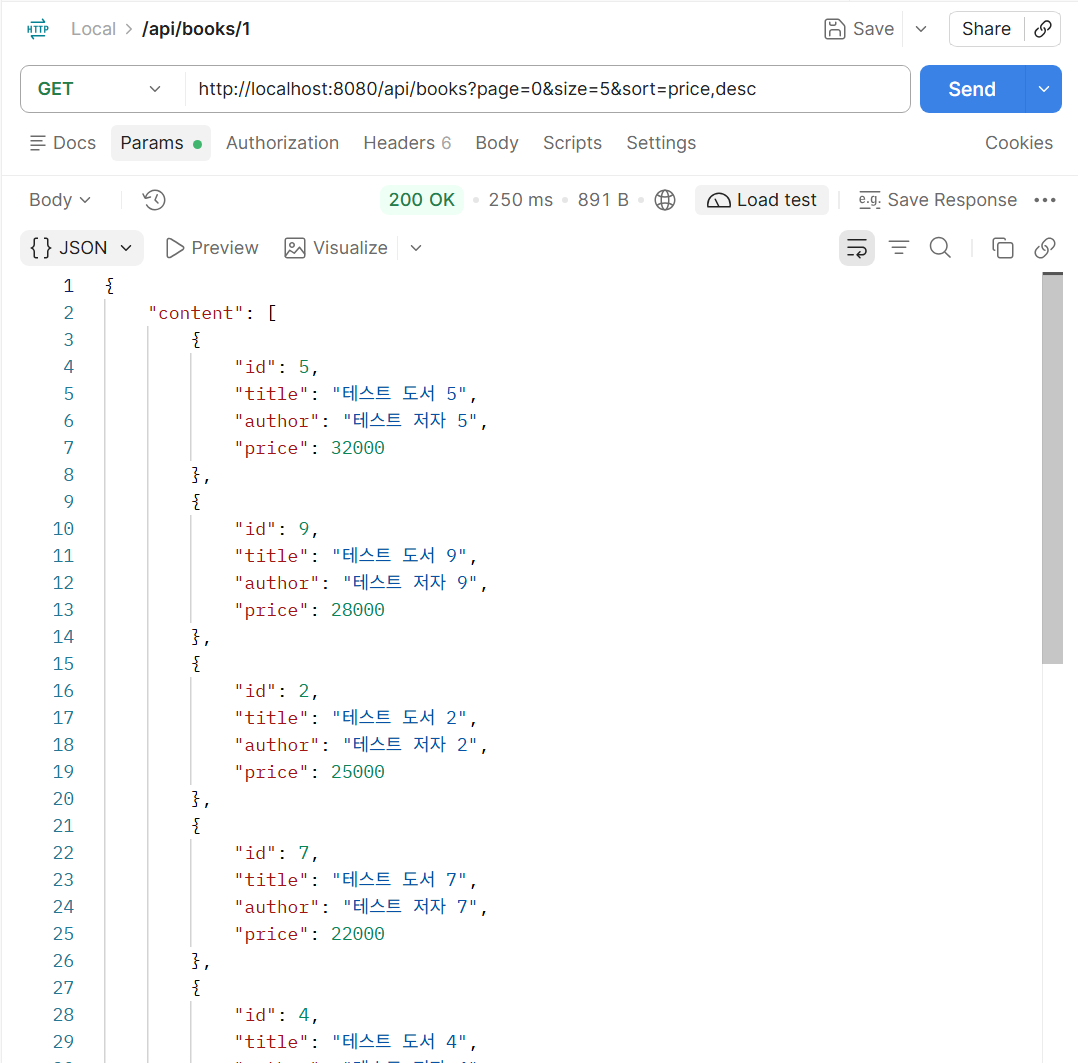 HTTP Local > /api/books/1 Save Share
GET http://localhost:8080/api/books?page=0&size=5&sort=price,desc Send
Docs Params Authorization Headers 6 Body Scripts Settings Cookies
Body 200 OK 250 ms 891 B Load test e.g. Save Response
{} JSON Preview Visualize
1 {
2 "content": [
3 {
4 "id": 5,
5 "title": "테스트 도서 5",
6 "author": "테스트 저자 5",
7 "price": 32000
8 },
9 {
10 "id": 9,
11 "title": "테스트 도서 9",
12 "author": "테스트 저자 9",
13 "price": 28000
14 },
15 {
16 "id": 2,
17 "title": "테스트 도서 2",
18 "author": "테스트 저자 2",
19 "price": 25000
20 },
21 {
22 "id": 7,
23 "title": "테스트 도서 7",
24 "author": "테스트 저자 7",
25 "price": 22000
26 },
27 {
28 "id": 4,
29 "title": "테스트 도서 4",